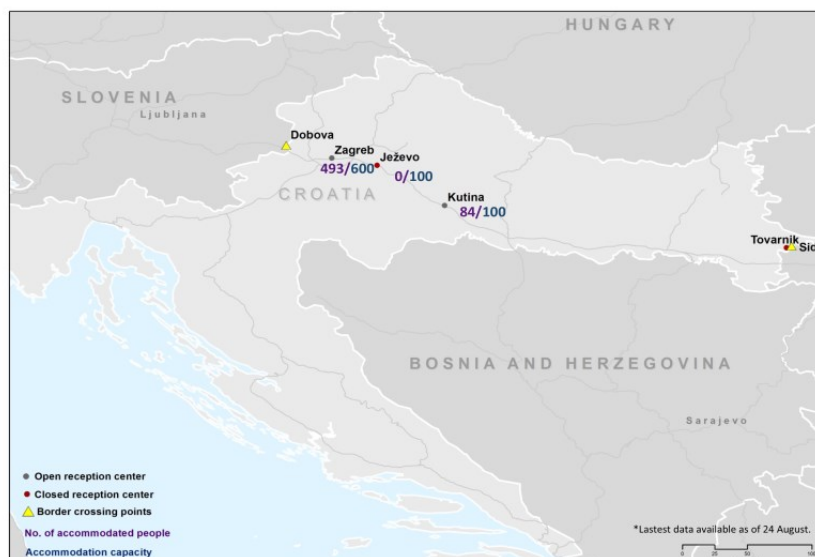 HUNGARY
SLOVENIA
Ljubljana
Dobova
Zagreb
493/600
Ježevo
0/100
CROATIA
Kutina
84/100
Tovarnik
Sid
BOSNIA AND HERZEGOVINA
Sarajevo
Open reception center
Closed reception center
Border crossing points
No. of accommodated people
Accommodation capacity
*Lastest data available as of 24 August.